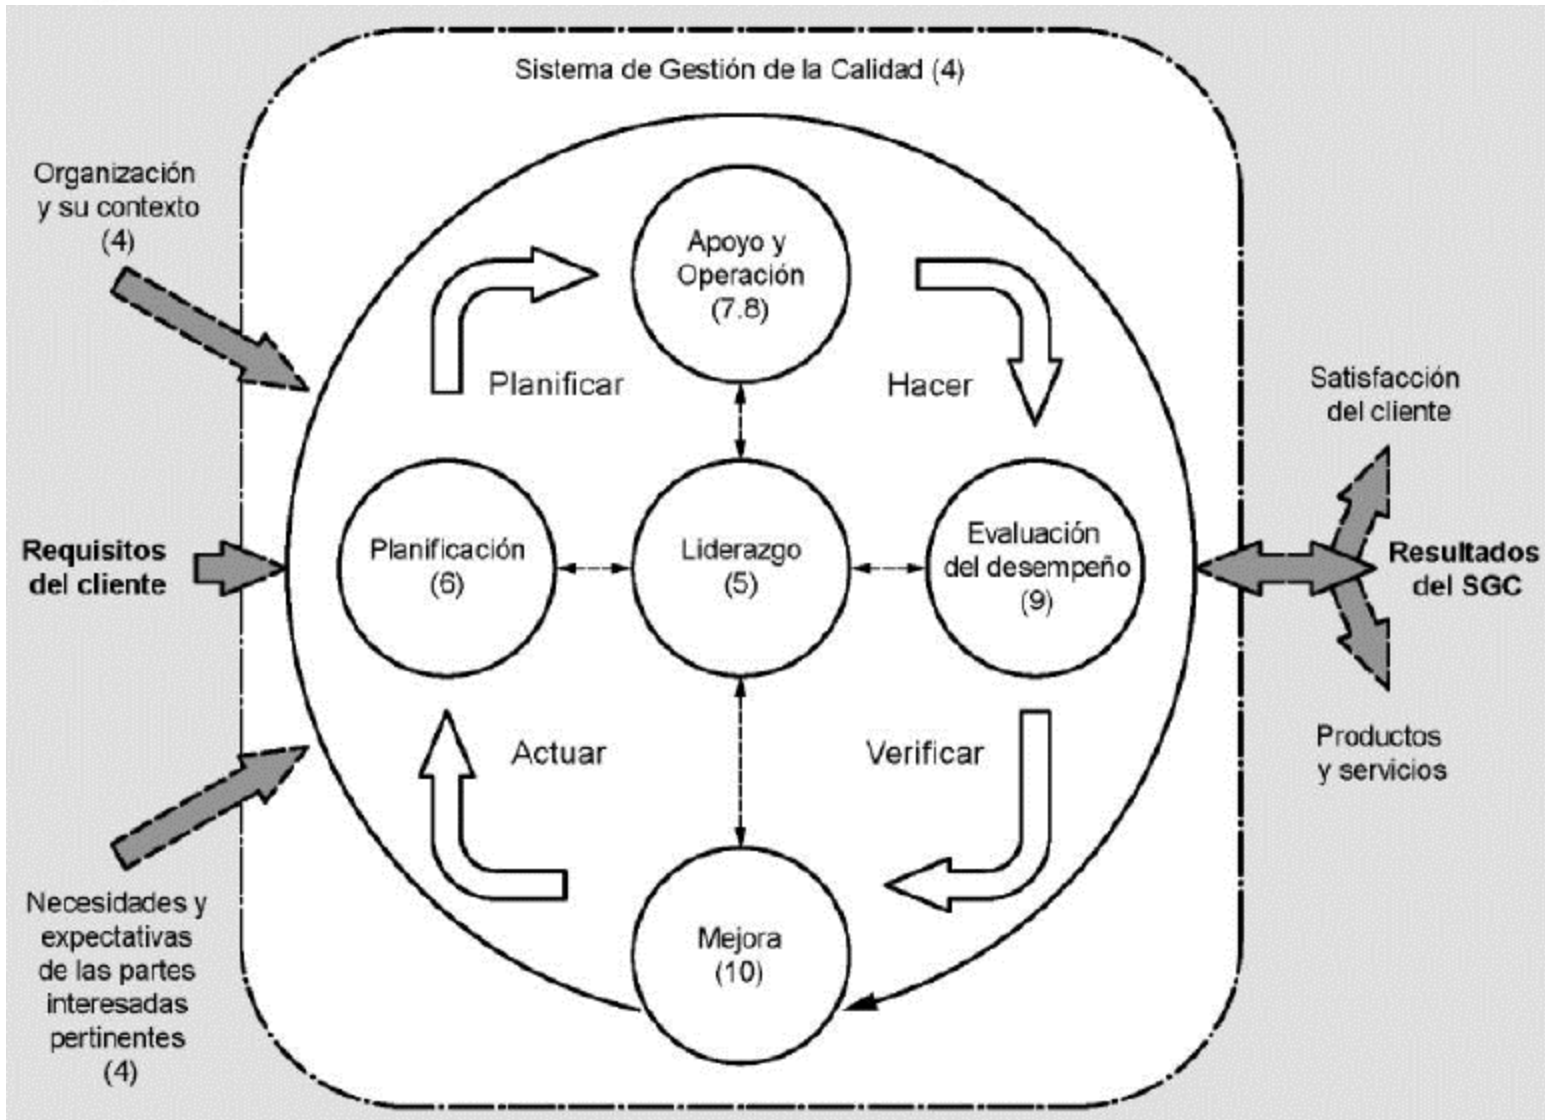 Sistema de Gestión de la Calidad (4)
Organización
y su contexto
(4)
Apoyo y
Operación
(7.8)
Planificar
Hacer
Satisfacción
del cliente
Requisitos
del cliente
Planificación
(6)
Liderazgo
(5)
Evaluación
del desempeño
(9)
Resultados
del SGC
Actuar
Verificar
Productos
y servicios
Necesidades y
expectativas
de las partes
interesadas
pertinentes
(4)
Mejora
(10)